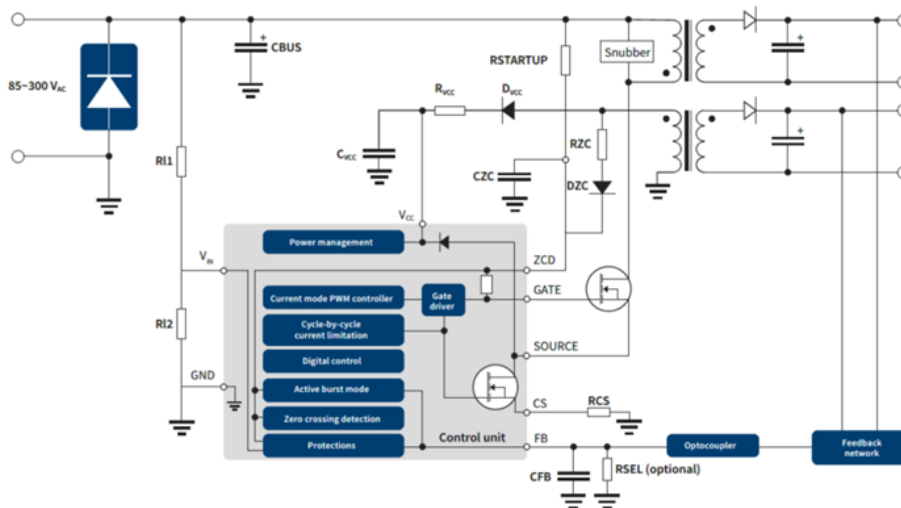 CBUS
RSTARTUP
Snubber
85~300 VAC
RVCC
DVCC
RZC
CVCC
CZC
DZC
RI1
VCC
Power management
VIN
ZCD
Current mode PWM controller
Gate
driver
GATE
Cycle-by-cycle
current limitation
RI2
SOURCE
Digital control
GND
Active burst mode
CS
RCS
Zero crossing detection
Control unit
Protections
FB
Optocoupler
Feedback
network
CFB
RSEL (optional)